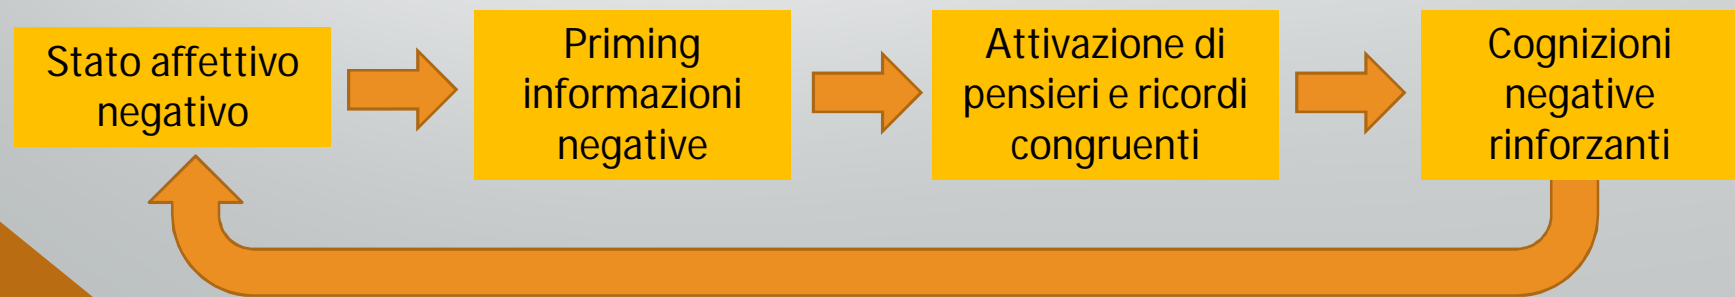 Stato affettivo
negativo
Priming
informazioni
negative
Attivazione di
pensieri e ricordi
congruenti
Cognizioni
negative
rinforzanti